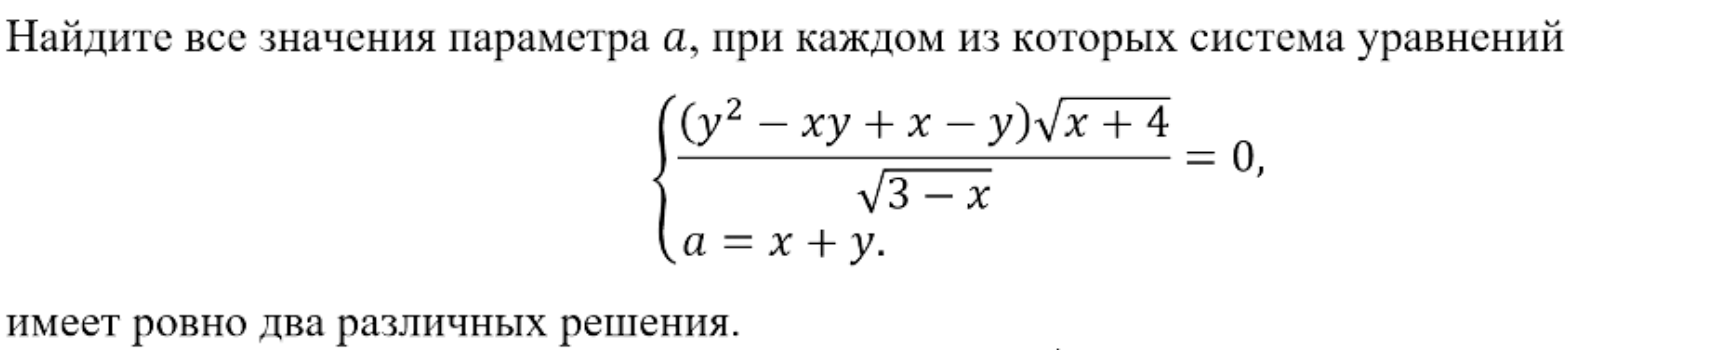 Найдите все значения параметра a, при каждом из которых система уравнений
(y² − xy + x − y)√(x + 4)
───────────── = 0,
√(3 − x)
a = x + y.
имеет ровно два различных решения.